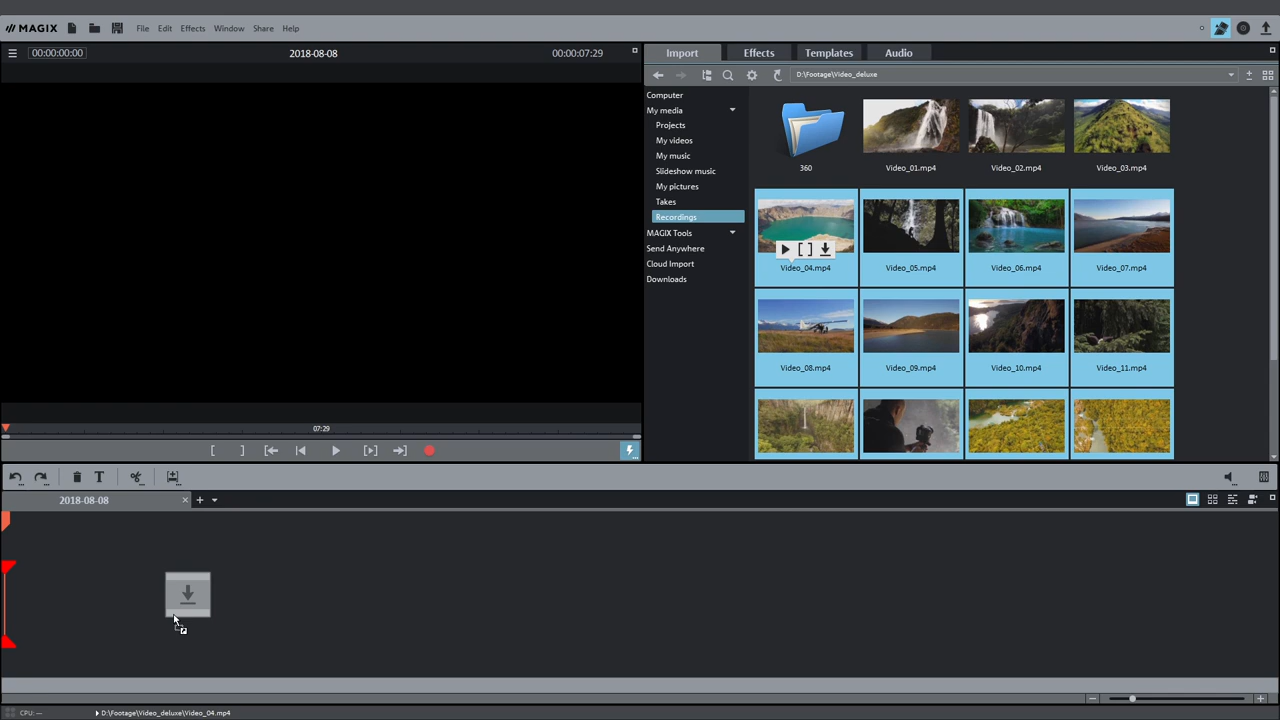 MAGIX File Edit Effects Window Share Help
00:00:00:00 2018-08-08 00:00:07:29
Import Effects Templates Audio
D:\Footage\Video_deluxe
Computer
My media
Projects
My videos
My music
Slideshow music
My pictures
Takes
Recordings
MAGIX Tools
Send Anywhere
Cloud Import
Downloads
360 Video_01.mp4 Video_02.mp4 Video_03.mp4
Video_04.mp4 Video_05.mp4 Video_06.mp4 Video_07.mp4
Video_08.mp4 Video_09.mp4 Video_10.mp4 Video_11.mp4
07:29
2018-08-08
CPU: — D:\Footage\Video_deluxe\Video_04.mp4